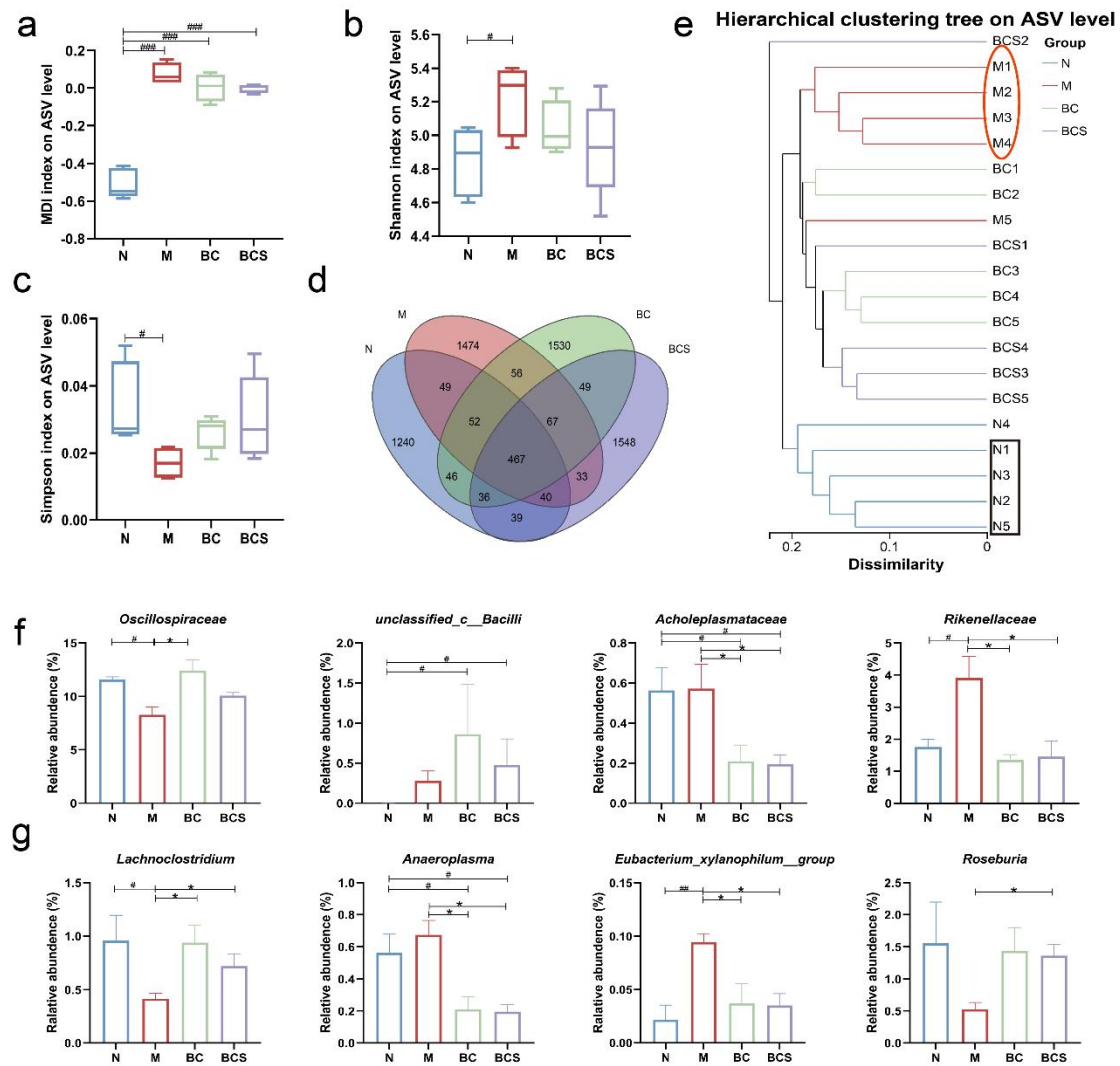 a
MDI index on ASV level
0.2
0.0
-0.2
-0.4
-0.6
-0.8
###
###
###
N M BC BCS
b
Shannon index on ASV level
5.6
5.4
5.2
5.0
4.8
4.6
4.4
#
N M BC BCS
c
Simpson index on ASV level
0.06
0.04
0.02
0.00
#
N M BC BCS
d
M BC
N BCS
1474 1530
56
49 49
1240 52 67 1548
467
46 33
36 40
39
e
Hierarchical clustering tree on ASV level
Group
N
M
BC
BCS
BCS2
M1
M2
M3
M4
BC1
BC2
M5
BCS1
BC3
BC4
BC5
BCS4
BCS3
BCS5
N4
N1
N3
N2
N5
0.2 0.1 0
Dissimilarity
f
Oscillospiraceae
Relative abundance (%)
15
10
5
0
# *
N M BC BCS
unclassified_c__Bacilli
Relative abundance (%)
2.0
1.5
1.0
0.5
0.0
#
#
N M BC BCS
Acholeplasmataceae
Relative abundance (%)
0.8
0.6
0.4
0.2
0.0
#
#
*
*
N M BC BCS
Rikenellaceae
Relative abundance (%)
5
4
3
2
1
0
# *
*
N M BC BCS
g
Lachnoclostridium
Relative abundance (%)
1.5
1.0
0.5
0.0
# *
*
N M BC BCS
Anaeroplasma
Relative abundance (%)
1.0
0.8
0.6
0.4
0.2
0.0
#
#
*
*
N M BC BCS
Eubacterium_xylanophilum__group
Relative abundance (%)
0.15
0.10
0.05
0.00
## *
*
N M BC BCS
Roseburia
Relative abundance (%)
2.5
2.0
1.5
1.0
0.5
0.0
*
N M BC BCS